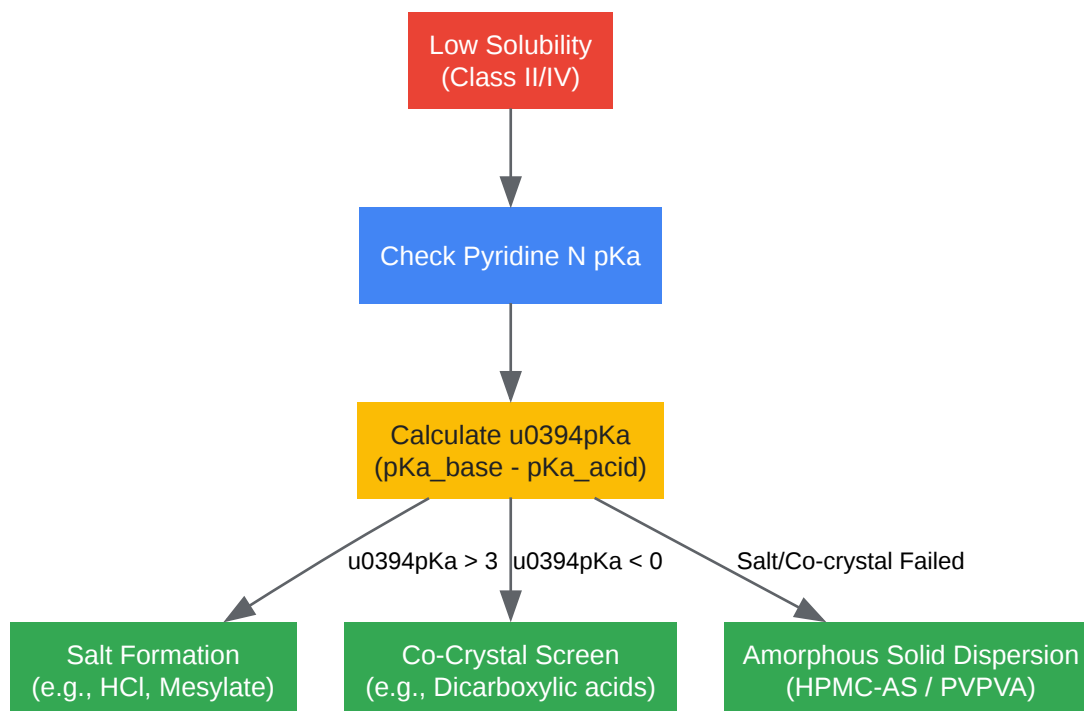 Low Solubility
(Class II/IV)
Check Pyridine N pKa
Calculate u0394pKa
(pKa_base - pKa_acid)
u0394pKa > 3
u0394pKa < 0
Salt/Co-crystal Failed
Salt Formation
(e.g., HCl, Mesylate)
Co-Crystal Screen
(e.g., Dicarboxylic acids)
Amorphous Solid Dispersion
(HPMC-AS / PVPVA)